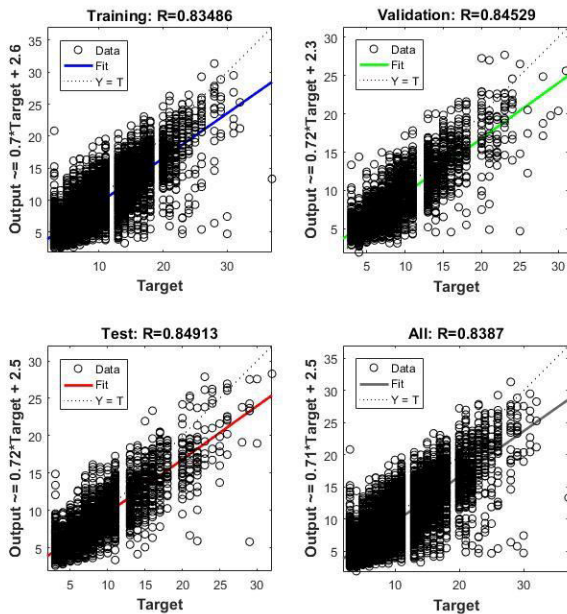 Training: R=0.83486
Output ~= 0.7*Target + 2.6
35
30
25
20
15
10
5
Data
Fit
Y = T
10
20
30
Target
Validation: R=0.84529
Output ~= 0.72*Target + 2.3
30
25
20
15
10
5
Data
Fit
Y = T
5
10
15
20
25
30
Target
Test: R=0.84913
Output ~= 0.72*Target + 2.5
30
25
20
15
10
5
Data
Fit
Y = T
5
10
15
20
25
30
Target
All: R=0.8387
Output ~= 0.71*Target + 2.5
35
30
25
20
15
10
5
Data
Fit
Y = T
10
20
30
Target